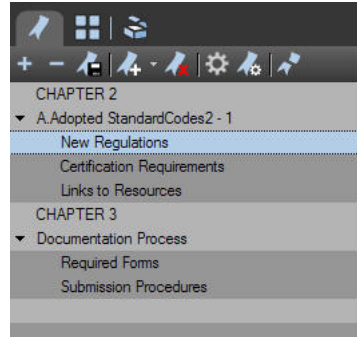 CHAPTER 2
A.Adopted StandardCodes2 - 1
New Regulations
Certification Requirements
Links to Resources
CHAPTER 3
Documentation Process
Required Forms
Submission Procedures